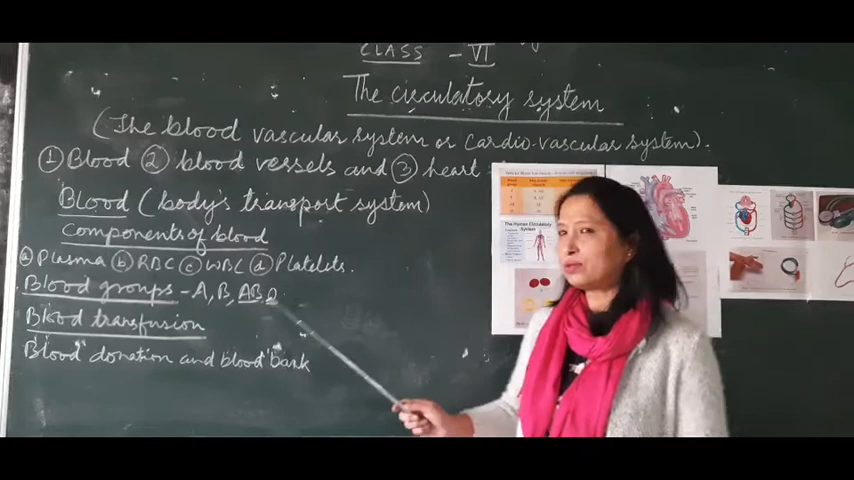 CLASS - VI
The Circulatory system
(The Blood vascular system or Cardio-vascular system).
① Blood ② blood vessels and ③ heart
Blood (body's transport system)
Components of blood
ⓐ Plasma ⓑ RBC ⓒ WBC ⓓ Platelets.
Blood groups - A, B, AB, O
Blood transfusion
Blood donation and blood bank
The Human Circulatory System